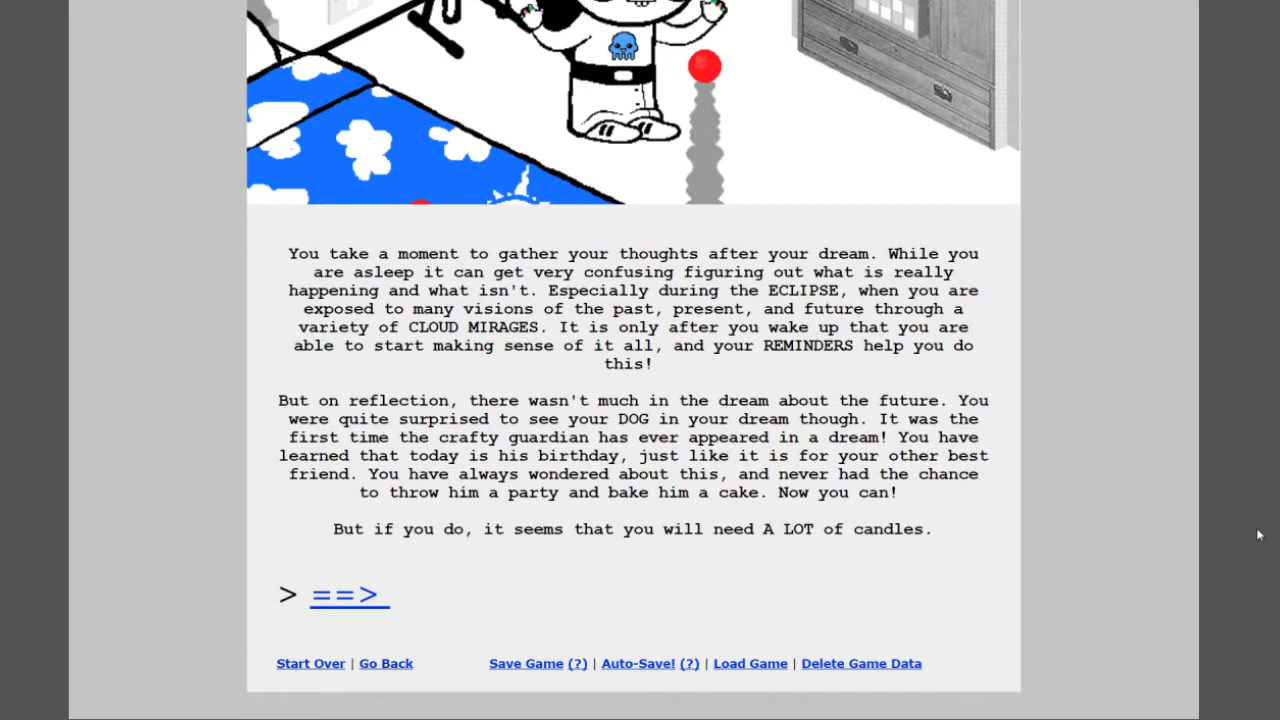 You take a moment to gather your thoughts after your dream. While you
are asleep it can get very confusing figuring out what is really
happening and what isn't. Especially during the ECLIPSE, when you are
exposed to many visions of the past, present, and future through a
variety of CLOUD MIRAGES. It is only after you wake up that you are
able to start making sense of it all, and your REMINDERS help you do
this!
But on reflection, there wasn't much in the dream about the future. You
were quite surprised to see your DOG in your dream though. It was the
first time the crafty guardian has ever appeared in a dream! You have
learned that today is his birthday, just like it is for your other best
friend. You have always wondered about this, and never had the chance
to throw him a party and bake him a cake. Now you can!
But if you do, it seems that you will need A LOT of candles.
> ==>
Start Over | Go Back Save Game (?) | Auto-Save! (?) | Load Game | Delete Game Data